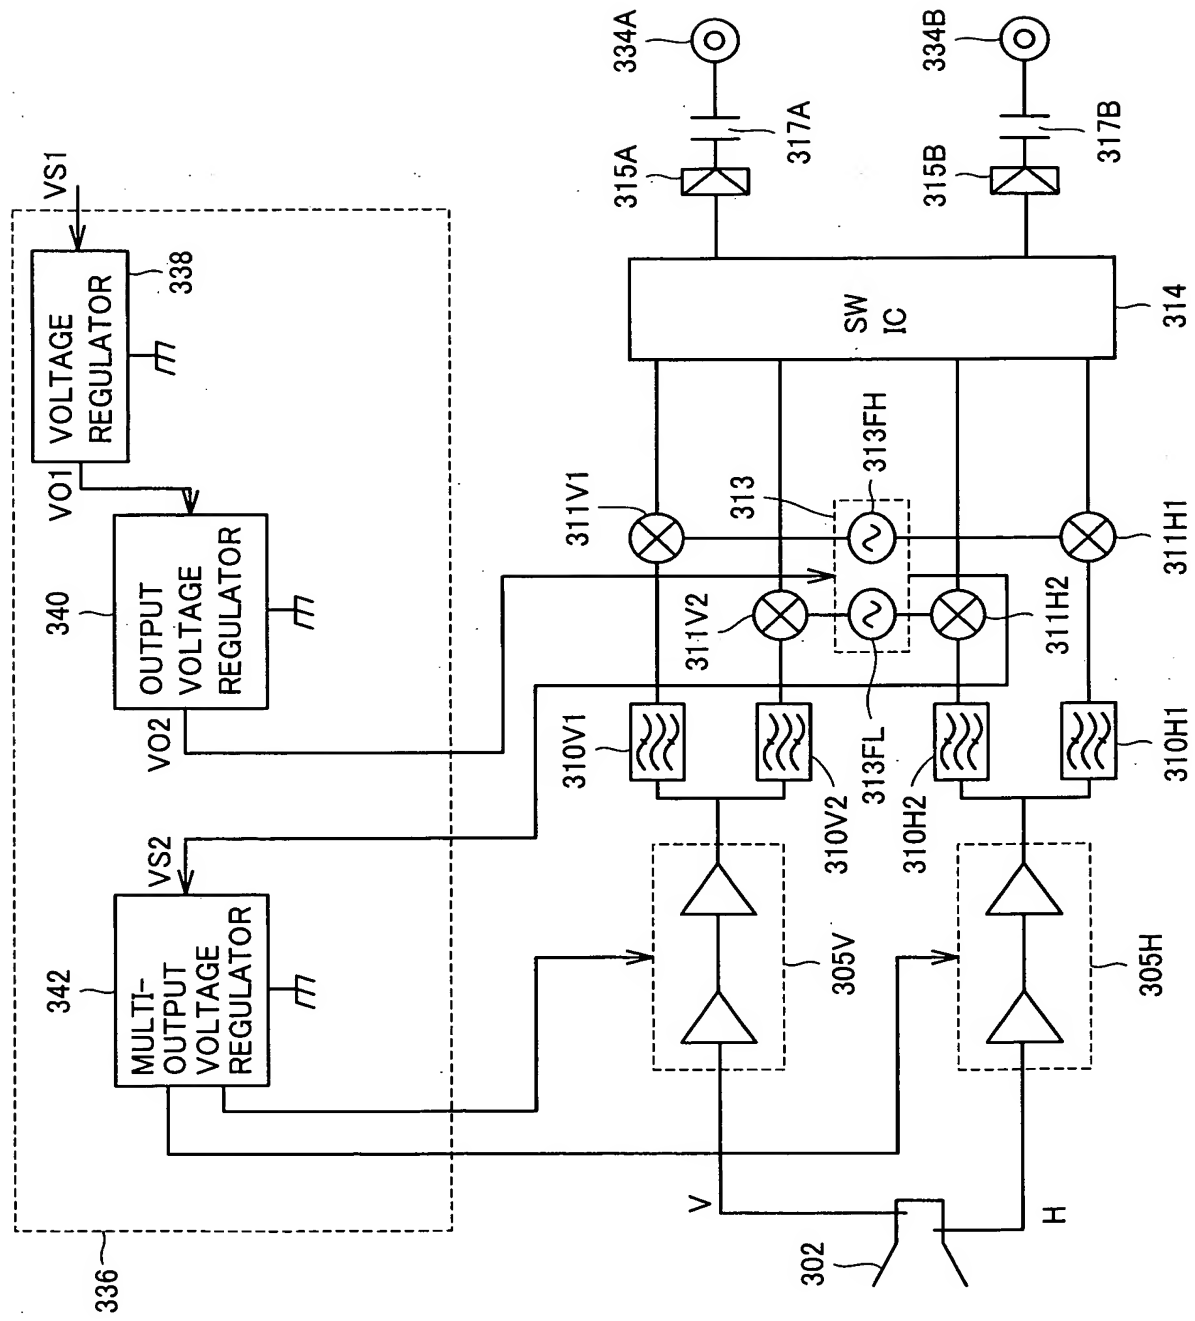 336
342
MULTI-
OUTPUT
VOLTAGE
REGULATOR
VS2
340
OUTPUT
VOLTAGE
REGULATOR
VO2
VO1
VOLTAGE
REGULATOR
338
VS1
302
V
H
305V
305H
310V1
310V2
310H2
310H1
311V1
311V2
311H2
311H1
313
313FH
313FL
SW
IC
314
315A
317A
334A
315B
317B
334B